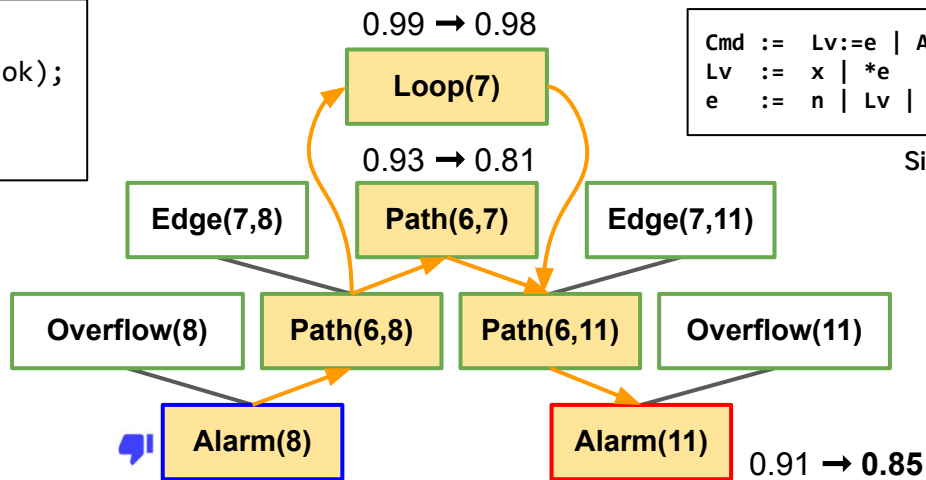 ok);
0.99 → 0.98
Loop(7)
Cmd := Lv:=e | A
Lv := x | *e
e := n | Lv |
Si
0.93 → 0.81
Edge(7,8)
Path(6,7)
Edge(7,11)
Overflow(8)
Path(6,8)
Path(6,11)
Overflow(11)
Alarm(8)
Alarm(11)
0.91 → 0.85